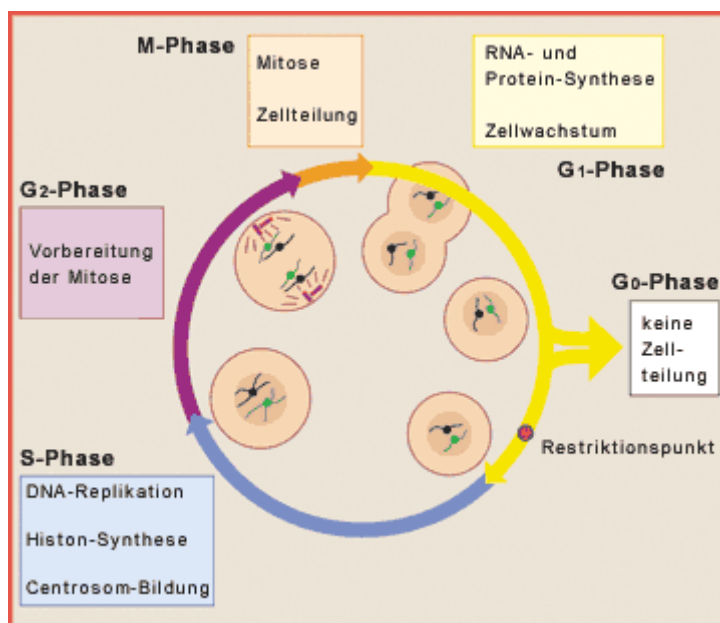 M-Phase
Mitose
Zellteilung
RNA- und
Protein-Synthese
Zellwachstum
G1-Phase
G2-Phase
Vorbereitung
der Mitose
G0-Phase
keine
Zell-
teilung
Restriktionspunkt
S-Phase
DNA-Replikation
Histon-Synthese
Centrosom-Bildung